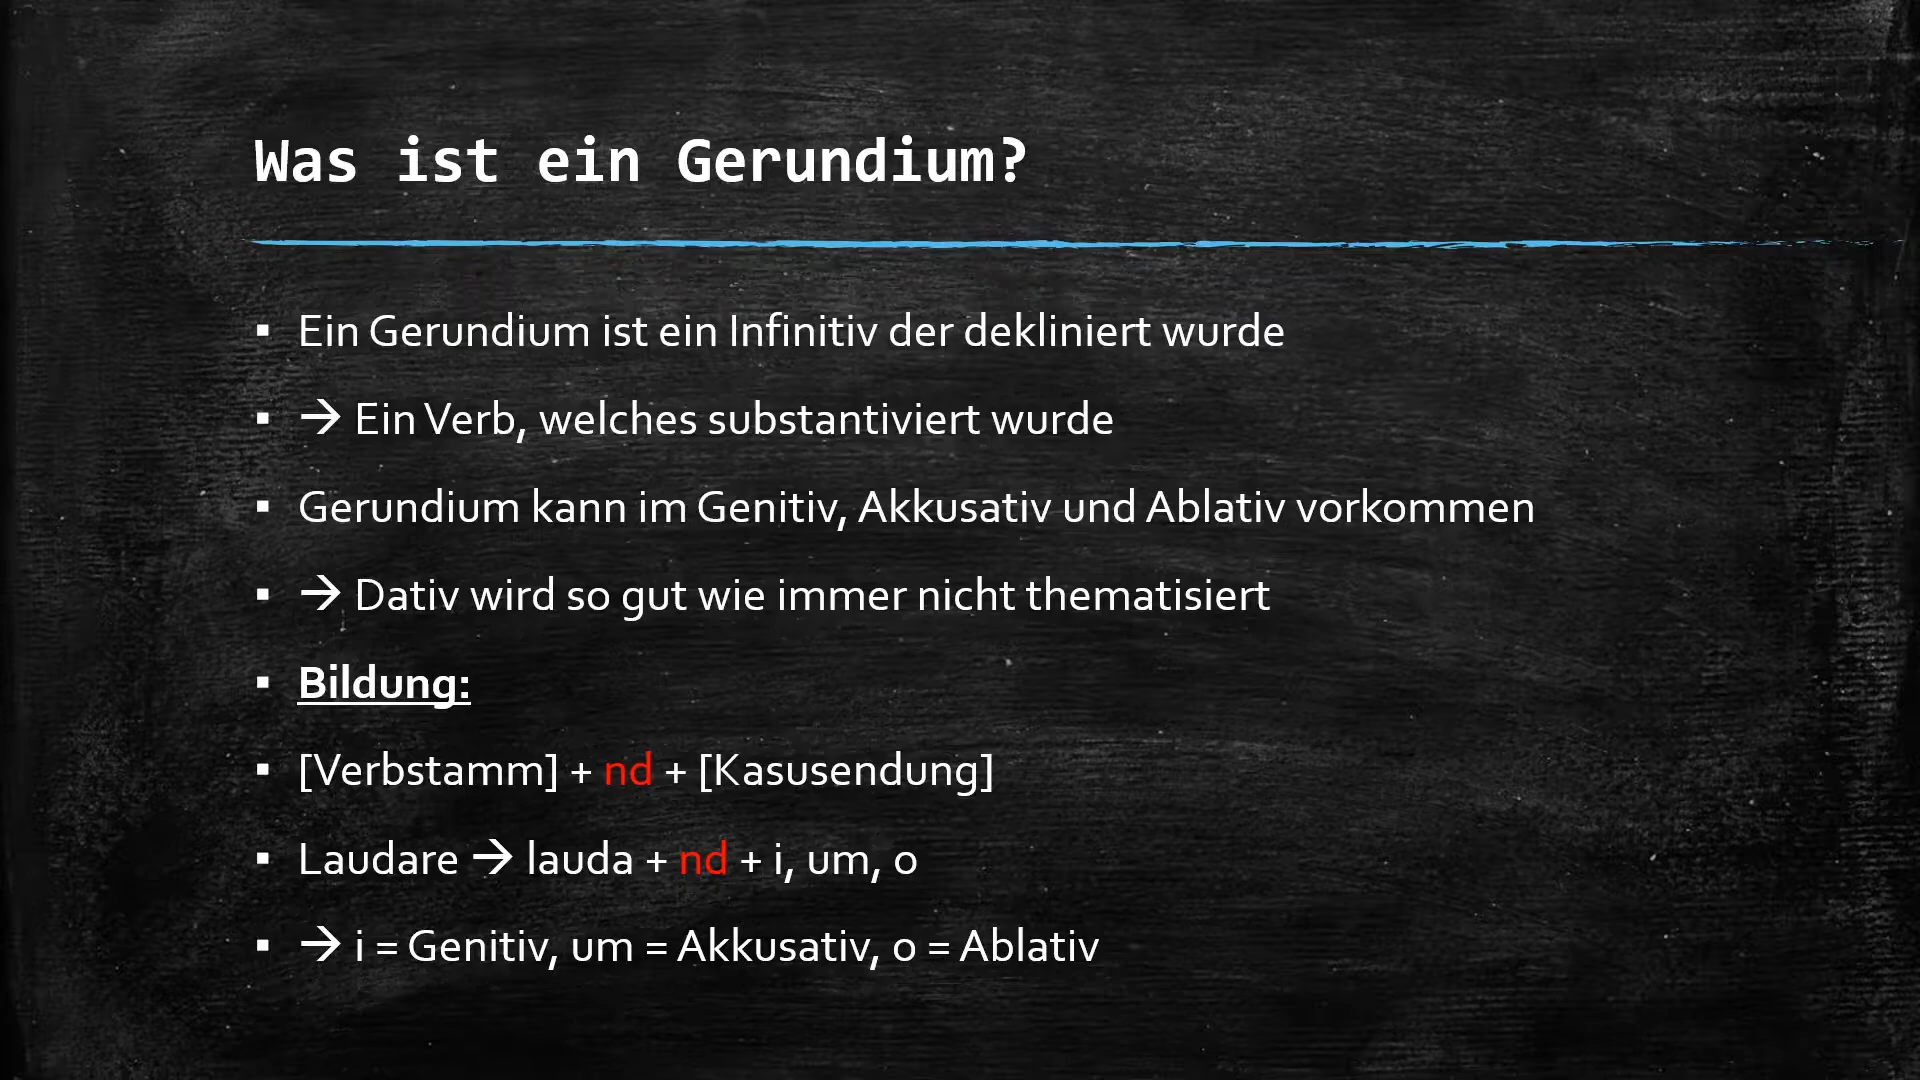 Was ist ein Gerundium?
▪ Ein Gerundium ist ein Infinitiv der dekliniert wurde
▪ → Ein Verb, welches substantiviert wurde
▪ Gerundium kann im Genitiv, Akkusativ und Ablativ vorkommen
▪ → Dativ wird so gut wie immer nicht thematisiert
▪ Bildung:
▪ [Verbstamm] + nd + [Kasusendung]
▪ Laudare → lauda + nd + i, um, o
▪ → i = Genitiv, um = Akkusativ, o = Ablativ